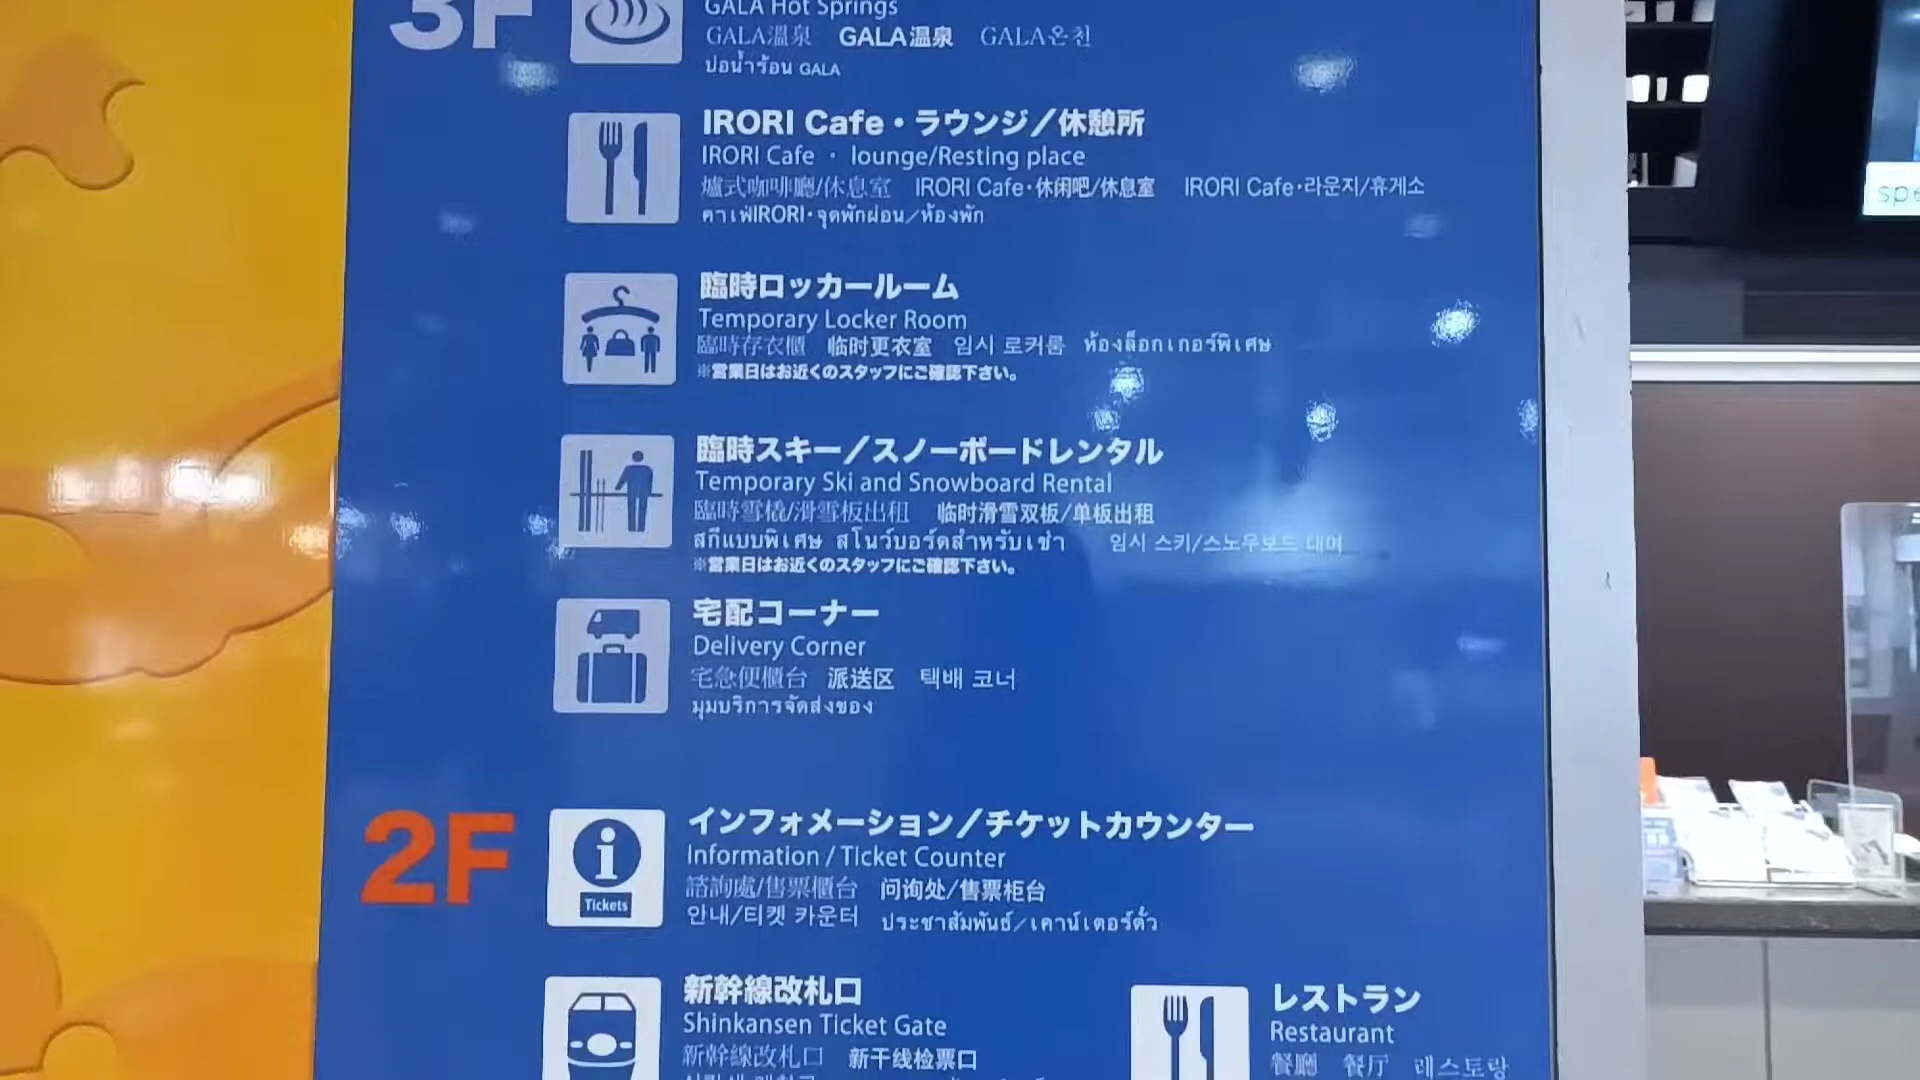 3F
GALA Hot Springs
GALA溫泉 GALA温泉 GALA온천
บ่อน้ำร้อน GALA
IRORI Cafe・ラウンジ／休憩所
IRORI Cafe ・ lounge/Resting place
爐式咖啡廳/休息室 IRORI Cafe・休闲吧/休息室 IRORI Cafe・라운지/휴게소
คาเฟ่IRORI・จุดพักผ่อน／ห้องพัก
臨時ロッカールーム
Temporary Locker Room
臨時存衣櫃 临时更衣室 임시 로커룸 ห้องล็อกเกอร์พิเศษ
※営業日はお近くのスタッフにご確認下さい。
臨時スキー／スノーボードレンタル
Temporary Ski and Snowboard Rental
臨時雪橇/滑雪板出租 临时滑雪双板/单板出租
สกีแบบพิเศษ สโนว์บอร์ดสำหรับเช่า 임시 스키/스노우보드 대여
※営業日はお近くのスタッフにご確認下さい。
宅配コーナー
Delivery Corner
宅急便櫃台 派送区 택배 코너
มุมบริการจัดส่งของ
2F
インフォメーション／チケットカウンター
Information / Ticket Counter
Tickets
諮詢處/售票櫃台 问询处/售票柜台
안내/티켓 카운터 ประชาสัมพันธ์／เคาน์เตอร์ตั๋ว
新幹線改札口
Shinkansen Ticket Gate
新幹線改札口 新干线检票口
レストラン
Restaurant
餐廳 餐厅 레스토랑
spe